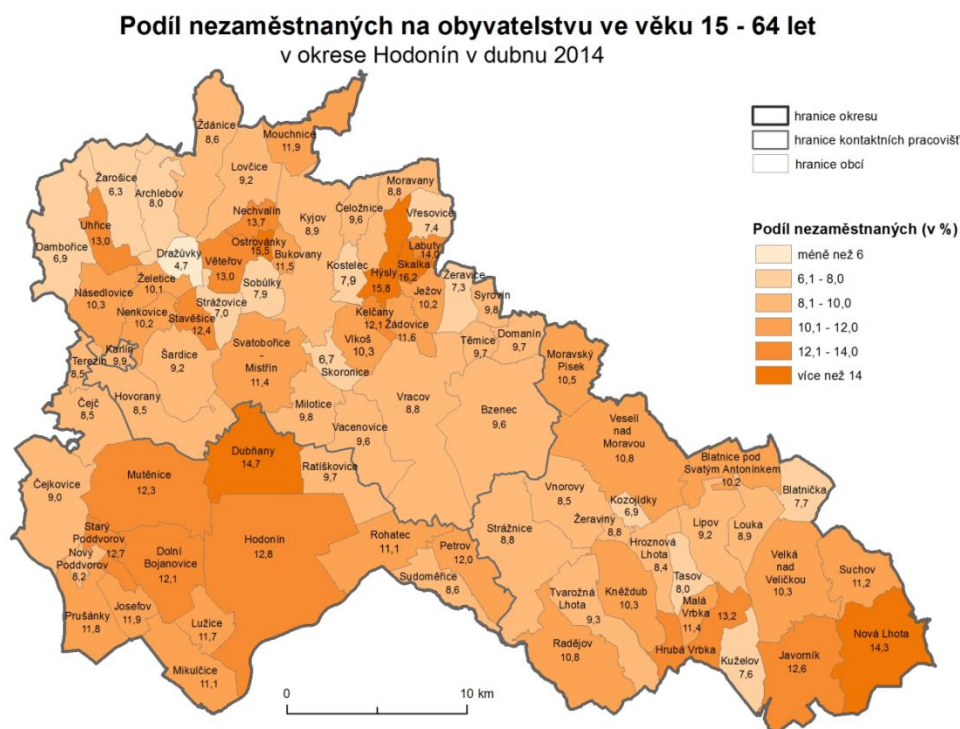 Podíl nezaměstnaných na obyvatelstvu ve věku 15 - 64 let
v okrese Hodonín v dubnu 2014
hranice okresu
hranice kontaktních pracovišť
hranice obcí
Podíl nezaměstnaných (v %)
méně než 6
6,1 - 8,0
8,1 - 10,0
10,1 - 12,0
12,1 - 14,0
více než 14
Ždánice
8,6
Mouchnice
11,9
Žarošice
6,3
Archlebov
8,0
Lovčice
9,2
Moravany
8,8
Uhřice
13,0
Nechvalín
13,7
Kyjov
8,9
Čeložnice
9,6
Vřesovice
7,4
Dambořice
6,9
Dražůvky
4,7
Ostrovánky
15,5
Věteřov
13,0
Bukovany
11,5
Labuty
14,0
Kostelec
7,9
Hýsly
15,8
Skalka
16,2
Žeravice
7,3
Želetice
10,1
Násedlovice
10,3
Sobůlky
7,9
Strážovice
7,0
Ježov
10,2
Syrovín
9,8
Nenkovice
10,2
Stavěšice
12,4
Kelčany
12,1
Žádovice
11,6
Karlín
9,9
Terezín
8,5
Šardice
9,2
Svatobořice -
Mistřín
11,4
Vlkoš
10,3
6,7
Skoronice
Těmice
9,7
Domanín
9,7
Moravský
Písek
10,5
Čejč
8,5
Hovorany
8,5
Milotice
9,8
Vacenovice
9,6
Vracov
8,8
Bzenec
9,6
Veselí
nad
Moravou
10,8
Dubňany
14,7
Ratíškovice
9,7
Blatnice pod
Svatým Antonínkem
10,2
Blatnička
7,7
Čejkovice
9,0
Mutěnice
12,3
Vnorovy
8,5
Kozojídky
6,9
Starý
Poddvorov
12,7
Dolní
Bojanovice
12,1
Hodonín
12,8
Rohatec
11,1
Petrov
12,0
Strážnice
8,8
Žeraviny
8,8
Lipov
9,2
Louka
8,9
Nový
Poddvorov
8,2
Hroznová
Lhota
8,4
Velká
nad
Veličkou
10,3
Suchov
11,2
Sudoměřice
8,6
Tasov
8,0
Tvarožná
Lhota
9,3
Kněždub
10,3
Malá
Vrbka
11,4
13,2
Prušánky
11,8
Josefov
11,9
Lužice
11,7
Nová Lhota
14,3
Radějov
10,8
Hrubá Vrbka
Kuželov
7,6
Javorník
12,6
Mikulčice
11,1
0
10 km